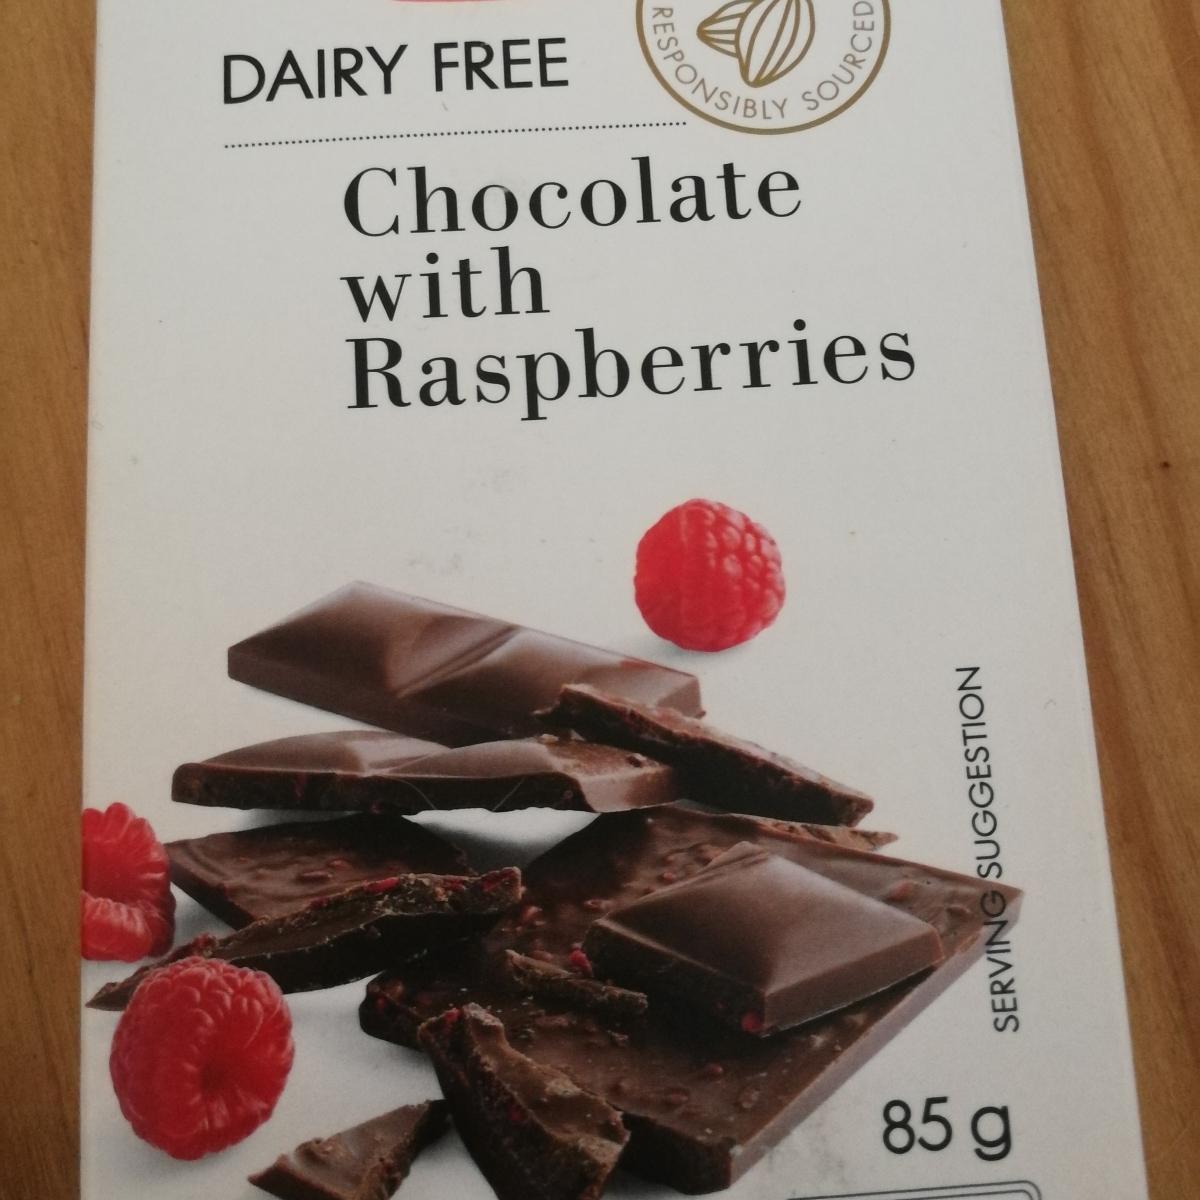 DAIRY FREE
RESPONSIBLY SOURCED
Chocolate
with
Raspberries
SERVING SUGGESTION
85 g